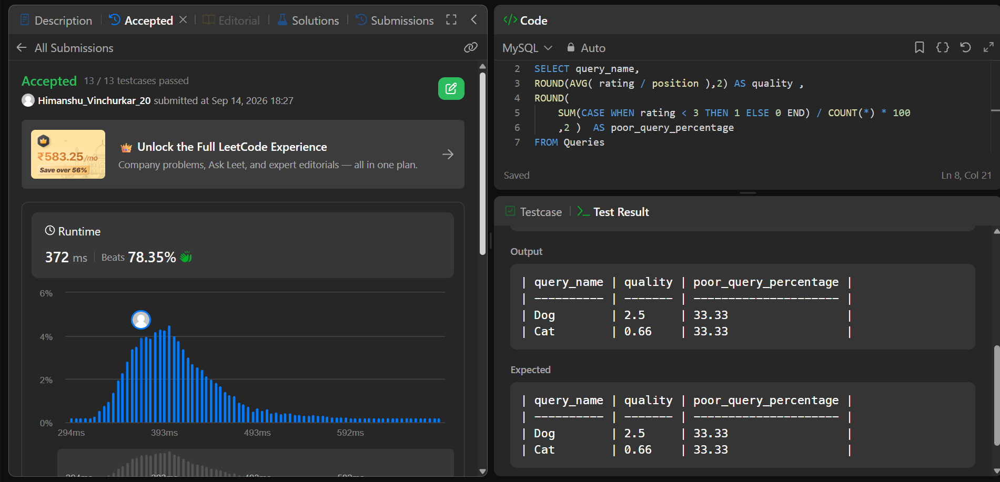 Description | Accepted | Editorial | Solutions | Submissions
All Submissions
Accepted 13 / 13 testcases passed
Himanshu_Vinchurkar_20 submitted at Sep 14, 2026 18:27
₹583.25/mo
Save over 56%
Unlock the Full LeetCode Experience
Company problems, Ask Leet, and expert editorials — all in one plan.
Runtime
372 ms | Beats 78.35%
6%
4%
2%
0%
294ms 393ms 493ms 592ms
Code
MySQL Auto
2 SELECT query_name,
3 ROUND(AVG( rating / position ),2) AS quality ,
4 ROUND(
5 SUM(CASE WHEN rating < 3 THEN 1 ELSE 0 END) / COUNT(*) * 100
6 ,2 )  AS poor_query_percentage
7 FROM Queries
Saved Ln 8, Col 21
Testcase | Test Result
Output
| query_name | quality | poor_query_percentage |
| ---------- | ------- | --------------------- |
| Dog        | 2.5     | 33.33                 |
| Cat        | 0.66    | 33.33                 |
Expected
| query_name | quality | poor_query_percentage |
| ---------- | ------- | --------------------- |
| Dog        | 2.5     | 33.33                 |
| Cat        | 0.66    | 33.33                 |